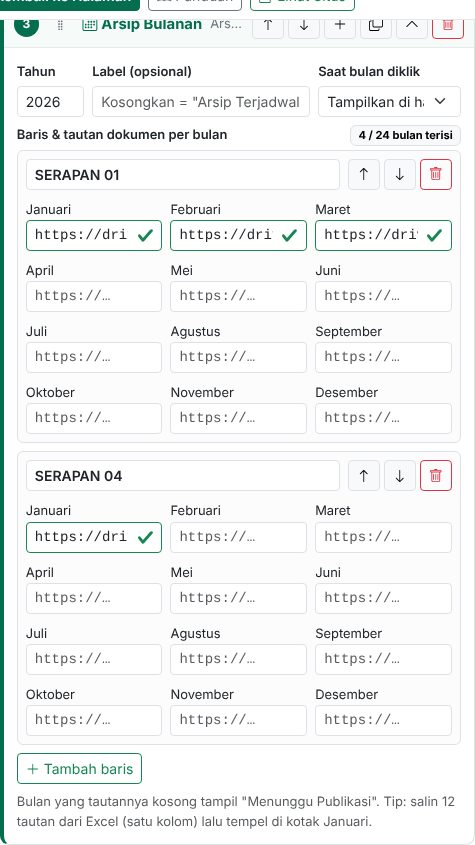 3 Arsip Bulanan Ars...
Tahun Label (opsional) Saat bulan diklik
2026 Kosongkan = "Arsip Terjadwal Tampilkan di
Baris & tautan dokumen per bulan 4 / 24 bulan terisi
SERAPAN 01
Januari Februari Maret
https://dri https://dri https://dri
April Mei Juni
https://… https://… https://…
Juli Agustus September
https://… https://… https://…
Oktober November Desember
https://… https://… https://…
SERAPAN 04
Januari Februari Maret
https://dri https://… https://…
April Mei Juni
https://… https://… https://…
Juli Agustus September
https://… https://… https://…
Oktober November Desember
https://… https://… https://…
+ Tambah baris
Bulan yang tautannya kosong tampil "Menunggu Publikasi". Tip: salin 12
tautan dari Excel (satu kolom) lalu tempel di kotak Januari.